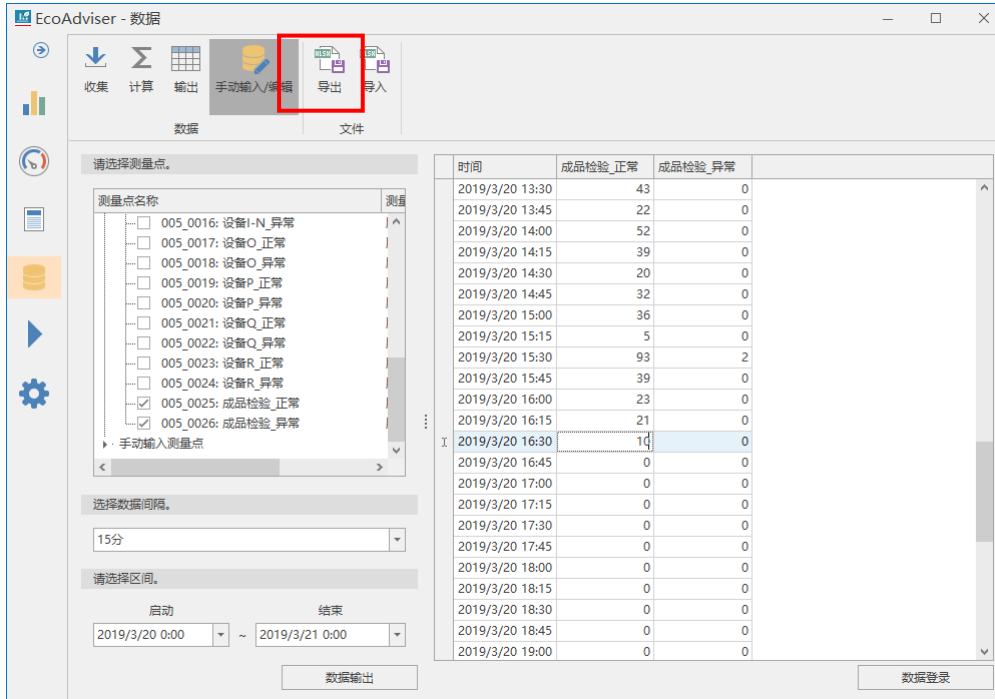 EcoAdviser - 数据
收集 计算 输出 手动输入/编辑 导出 导入
数据 文件
请选择测量点。
测量点名称
005_0016: 设备I-N_异常
005_0017: 设备O_正常
005_0018: 设备O_异常
005_0019: 设备P_正常
005_0020: 设备P_异常
005_0021: 设备Q_正常
005_0022: 设备Q_异常
005_0023: 设备R_正常
005_0024: 设备R_异常
005_0025: 成品检验_正常
005_0026: 成品检验_异常
手动输入测量点
选择数据间隔。
15分
请选择区间。
启动 结束
2019/3/20 0:00 ~ 2019/3/21 0:00
数据输出
时间 成品检验_正常 成品检验_异常
2019/3/20 13:30 43 0
2019/3/20 13:45 22 0
2019/3/20 14:00 52 0
2019/3/20 14:15 39 0
2019/3/20 14:30 20 0
2019/3/20 14:45 32 0
2019/3/20 15:00 36 0
2019/3/20 15:15 5 0
2019/3/20 15:30 93 2
2019/3/20 15:45 39 0
2019/3/20 16:00 23 0
2019/3/20 16:15 21 0
2019/3/20 16:30 10 0
2019/3/20 16:45 0 0
2019/3/20 17:00 0 0
2019/3/20 17:15 0 0
2019/3/20 17:30 0 0
2019/3/20 17:45 0 0
2019/3/20 18:00 0 0
2019/3/20 18:15 0 0
2019/3/20 18:30 0 0
2019/3/20 18:45 0 0
2019/3/20 19:00 0 0
数据登录